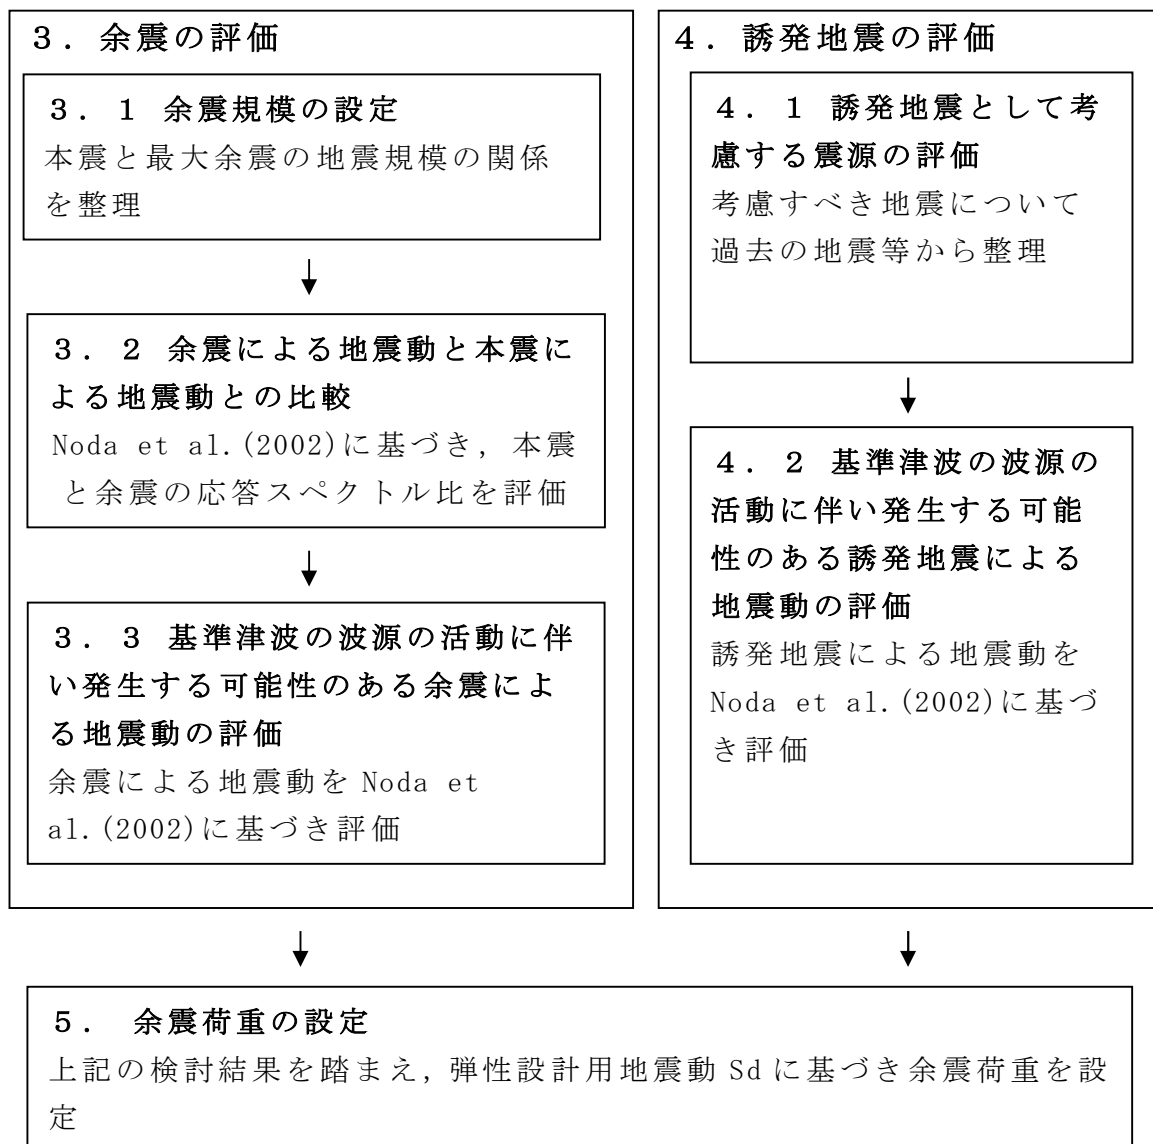 ３．余震の評価
３．１ 余震規模の設定
本震と最大余震の地震規模の関係
を整理
３．２ 余震による地震動と本震に
よる地震動との比較
Noda et al.(2002)に基づき，本震
と余震の応答スペクトル比を評価
３．３ 基準津波の波源の活動に伴
い発生する可能性のある余震によ
る地震動の評価
余震による地震動を Noda et
al.(2002)に基づき評価
４．誘発地震の評価
４．１ 誘発地震として考
慮する震源の評価
考慮すべき地震について
過去の地震等から整理
４．２ 基準津波の波源の
活動に伴い発生する可能
性のある誘発地震による
地震動の評価
誘発地震による地震動を
Noda et al.(2002)に基づ
き評価
５． 余震荷重の設定
上記の検討結果を踏まえ，弾性設計用地震動 Sd に基づき余震荷重を設
定